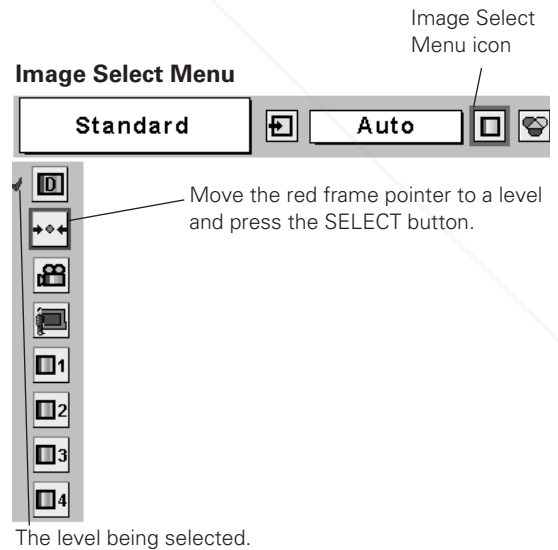 Image Select
Menu icon
Image Select Menu
Standard
Auto
D
Move the red frame pointer to a level
and press the SELECT button.
1
2
3
4
The level being selected.